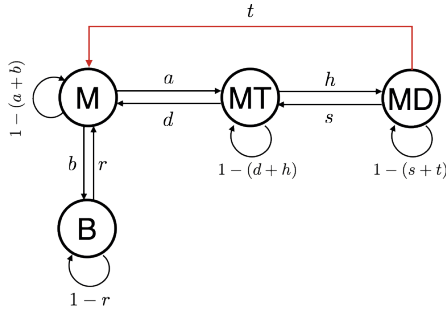 t
1 − (a + b)
M
a
d
MT
h
s
MD
1 − (d + h)
1 − (s + t)
b
r
B
1 − r